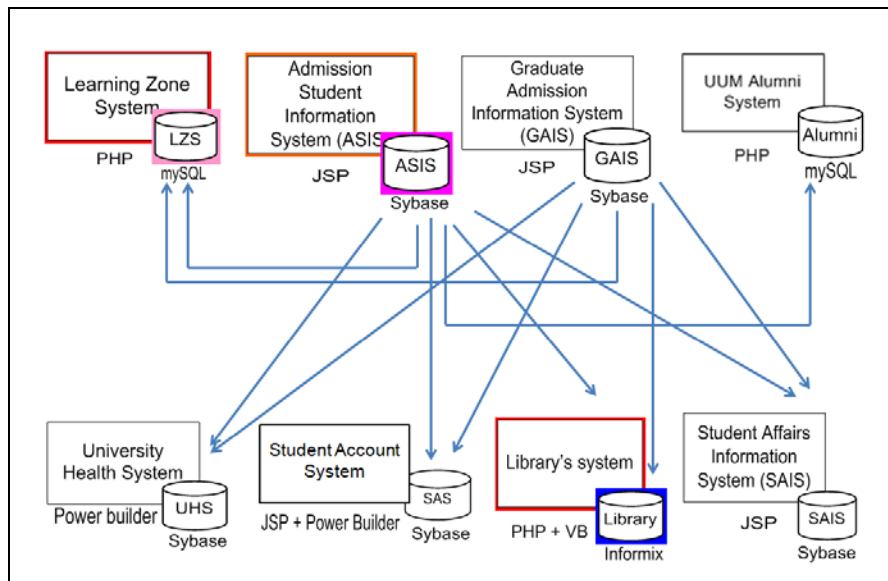 Learning Zone
System
LZS
PHP
mySQL
Admission
Student
Information
System (ASIS)
ASIS
JSP
Sybase
Graduate
Admission
Information System
(GAIS)
GAIS
JSP
Sybase
UUM Alumni
System
Alumni
PHP
mySQL
University
Health System
UHS
Power builder
Sybase
Student Account
System
SAS
JSP + Power Builder
Sybase
Library's system
Library
PHP + VB
Informix
Student Affairs
Information
System (SAIS)
SAIS
JSP
Sybase